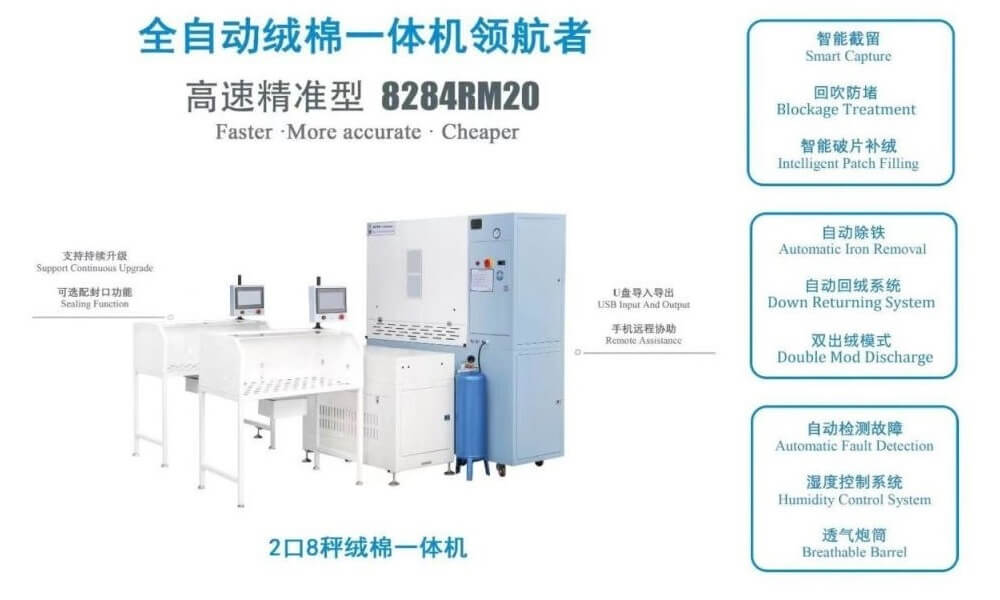 全自动绒棉一体机领航者
高速精准型 8284RM20
Faster ·More accurate · Cheaper
支持持续升级
Support Continuous Upgrade
可选配封口功能
Sealing Function
U盘导入导出
USB Input And Output
手机远程协助
Remote Assistance
2口8秤绒棉一体机
智能截留
Smart Capture
回吹防堵
Blockage Treatment
智能破片补绒
Intelligent Patch Filling
自动除铁
Automatic Iron Removal
自动回绒系统
Down Returning System
双出绒模式
Double Mod Discharge
自动检测故障
Automatic Fault Detection
湿度控制系统
Humidity Control System
透气炮筒
Breathable Barrel